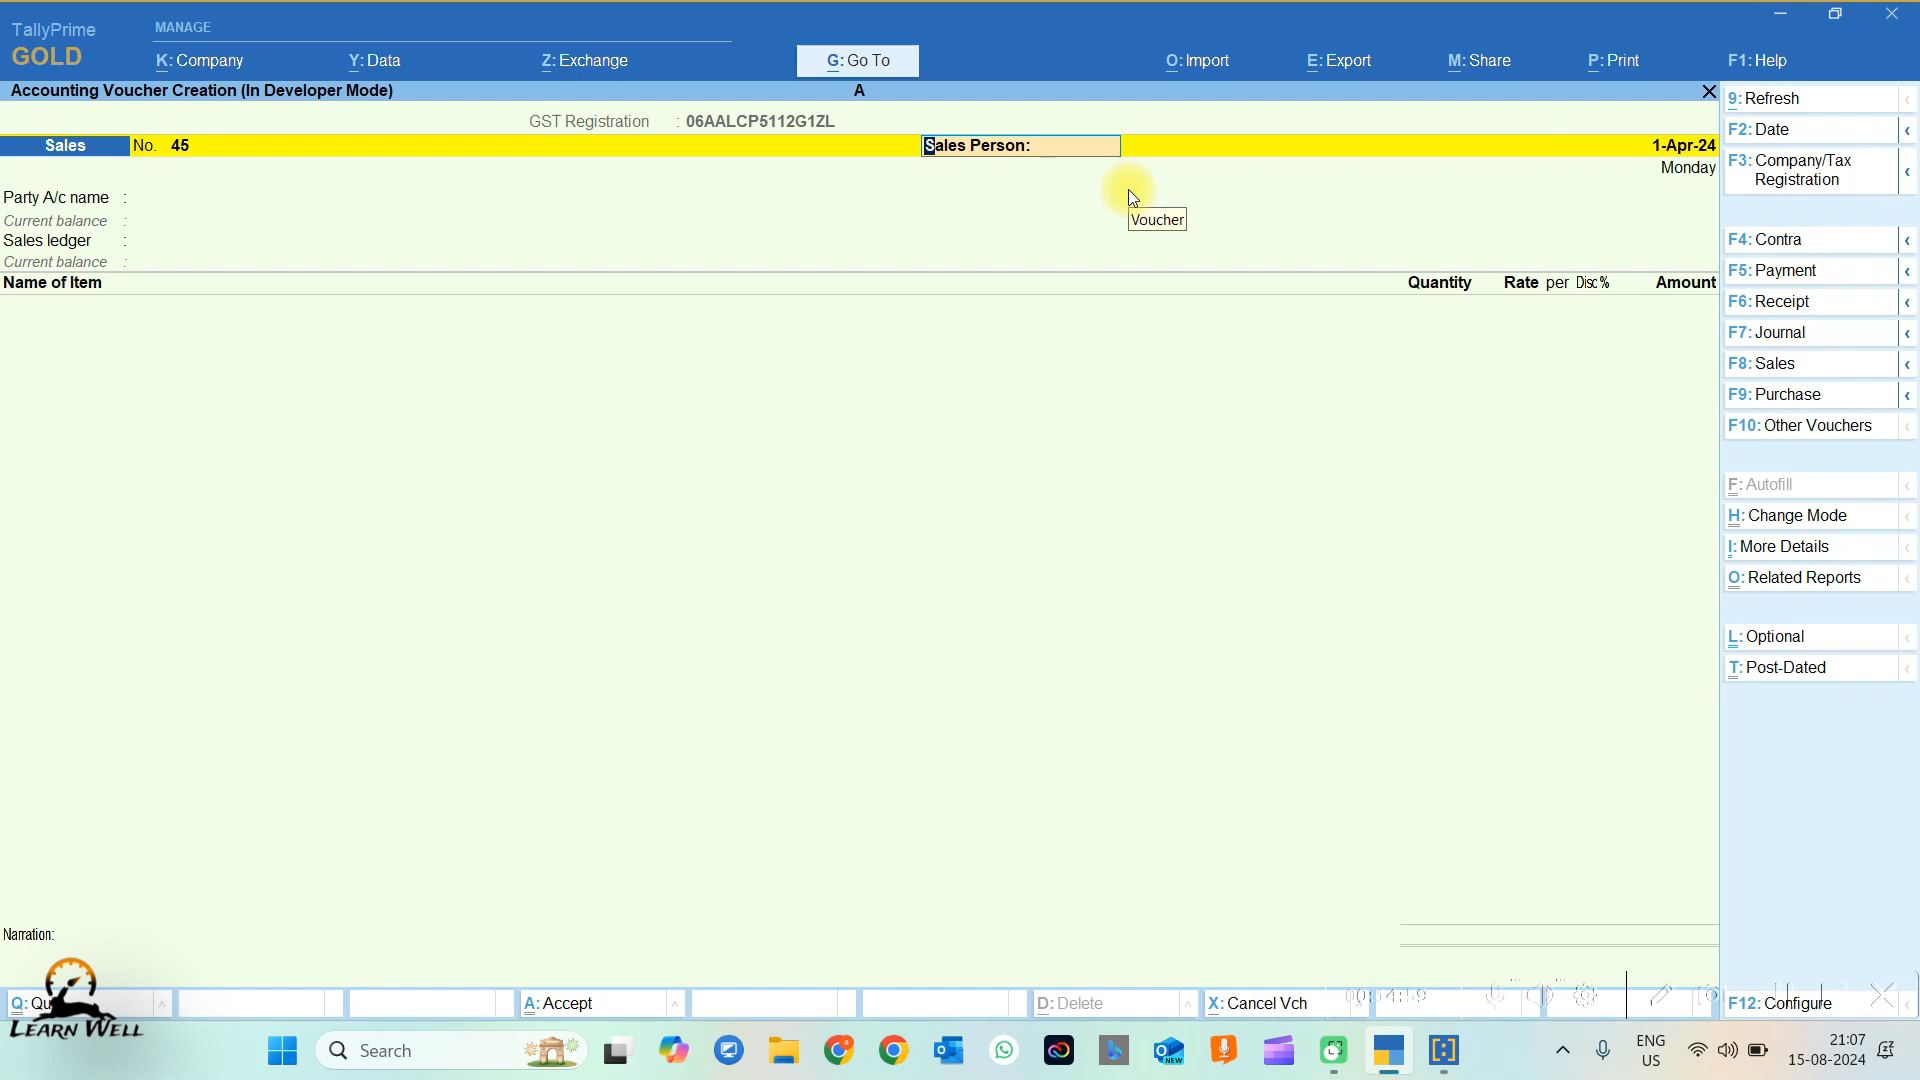 TallyPrime
GOLD
MANAGE
K: Company
Y: Data
Z: Exchange
G: Go To
O: Import
E: Export
M: Share
P: Print
F1: Help
Accounting Voucher Creation (In Developer Mode)
A
GST Registration : 06AALCP5112G1ZL
Sales No. 45
Sales Person:
1-Apr-24
Monday
Party A/c name :
Current balance :
Sales ledger :
Current balance :
Voucher
Name of Item Quantity Rate per Disc % Amount
Narration:
9: Refresh
F2: Date
F3: Company/Tax
Registration
F4: Contra
F5: Payment
F6: Receipt
F7: Journal
F8: Sales
F9: Purchase
F10: Other Vouchers
F: Autofill
H: Change Mode
I: More Details
O: Related Reports
L: Optional
T: Post-Dated
A: Accept
D: Delete
X: Cancel Vch
F12: Configure
LEARN WELL
Search
NEW
ENG
US
21:07
15-08-2024